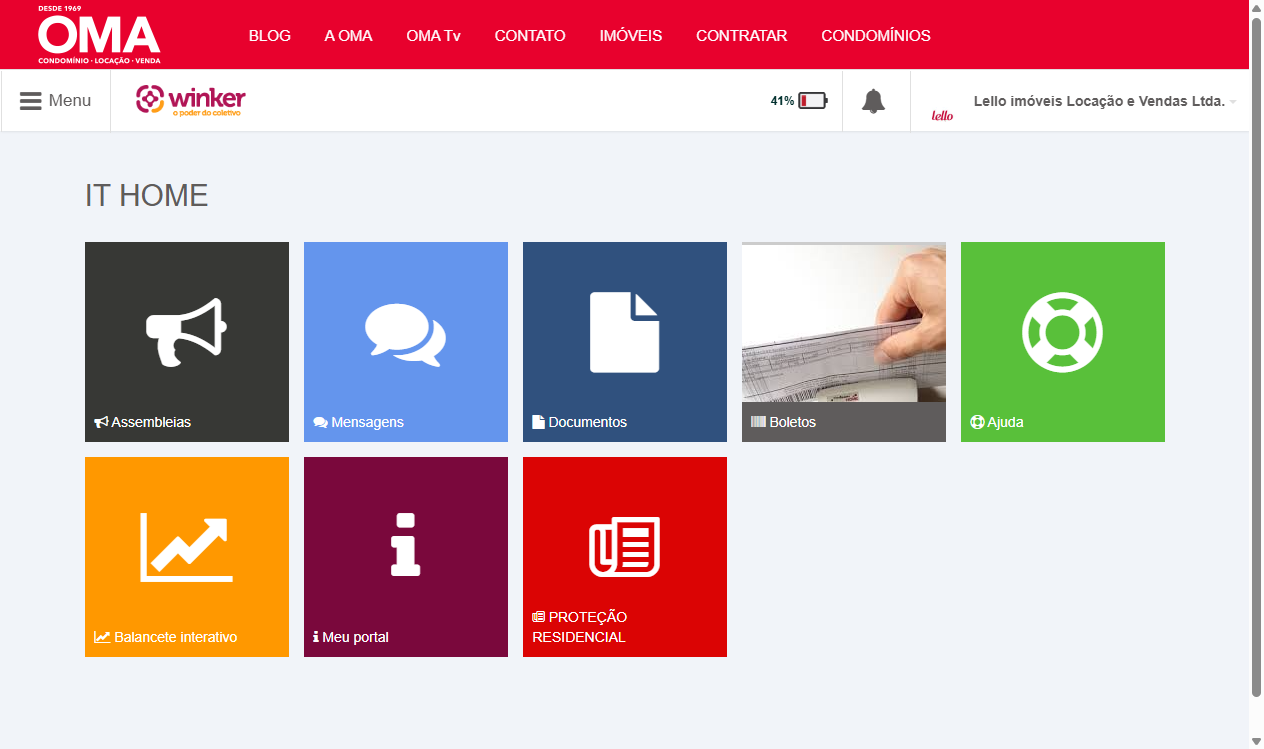 DESDE 1969
OMA
CONDOMÍNIO · LOCAÇÃO · VENDA
BLOG
A OMA
OMA Tv
CONTATO
IMÓVEIS
CONTRATAR
CONDOMÍNIOS
Menu
winker
o poder do coletivo
41%
lello
Lello imóveis Locação e Vendas Ltda.
IT HOME
Assembleias
Mensagens
Documentos
Boletos
Ajuda
Balancete interativo
Meu portal
PROTEÇÃO
RESIDENCIAL